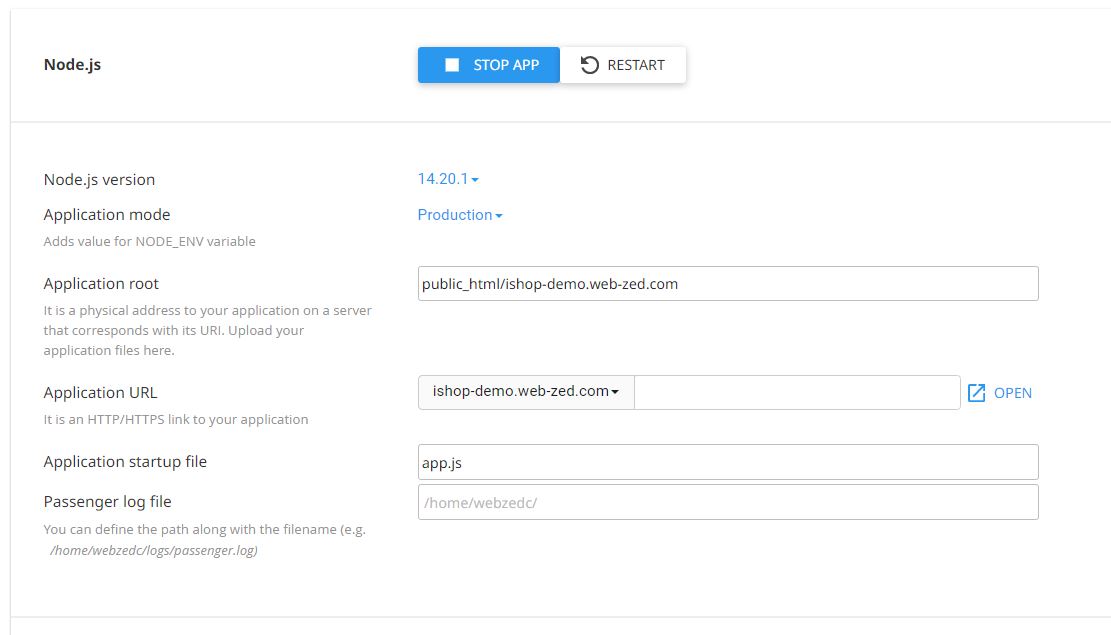 Node.js
STOP APP
RESTART
Node.js version
14.20.1
Application mode
Production
Adds value for NODE_ENV variable
Application root
public_html/ishop-demo.web-zed.com
It is a physical address to your application on a server
that corresponds with its URI. Upload your
application files here.
Application URL
ishop-demo.web-zed.com
OPEN
It is an HTTP/HTTPS link to your application
Application startup file
app.js
Passenger log file
/home/webzedc/
You can define the path along with the filename (e.g.
/home/webzedc/logs/passenger.log)